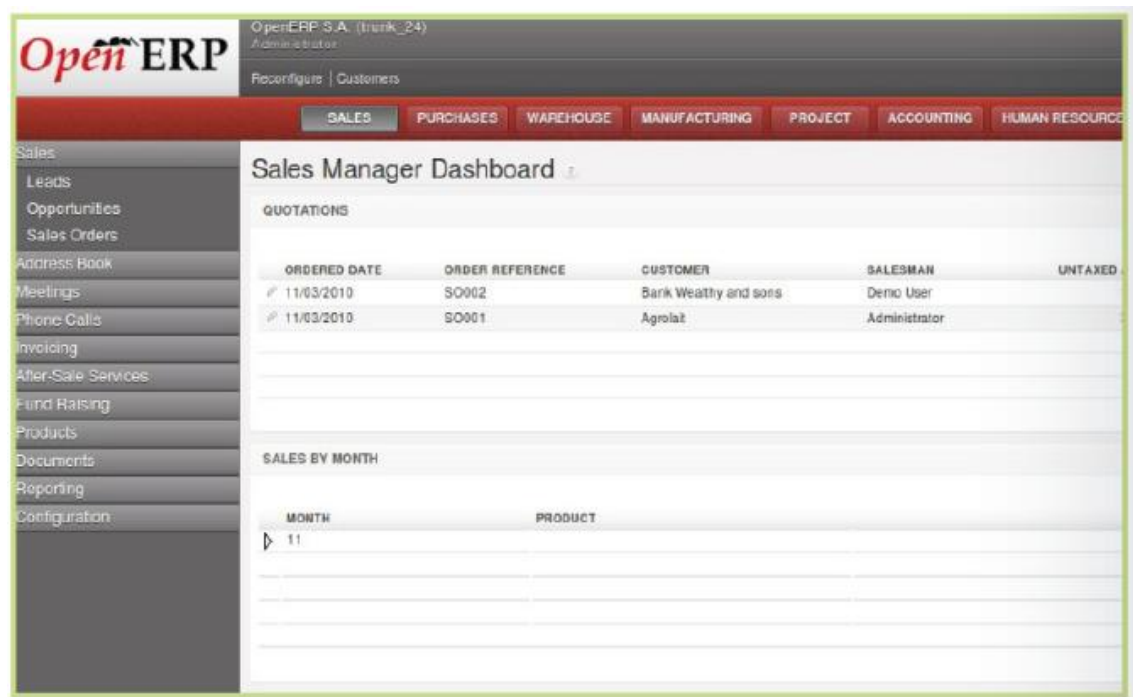 Open ERP
OpenERP S.A. (trunk_24)
Administrator
Reconfigure | Customers
SALES PURCHASES WAREHOUSE MANUFACTURING PROJECT ACCOUNTING HUMAN RESOURCE
Sales
Leads
Opportunities
Sales Orders
Address Book
Meetings
Phone Calls
Invoicing
After-Sale Services
Fund Raising
Products
Documents
Reporting
Configuration
Sales Manager Dashboard
QUOTATIONS
ORDERED DATE ORDER REFERENCE CUSTOMER SALESMAN UNTAXED
11/03/2010 SO002 Bank Wealthy and sons Demo User
11/03/2010 SO001 Agrolait Administrator
SALES BY MONTH
MONTH PRODUCT
11